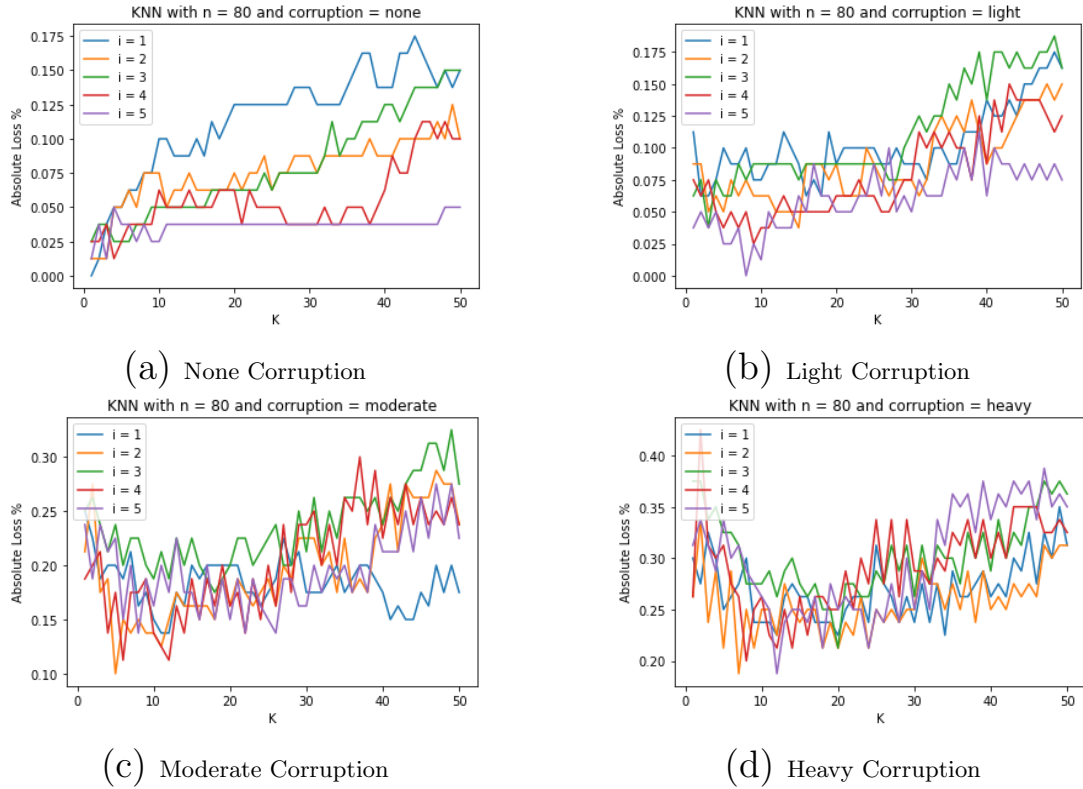 KNN with n = 80 and corruption = none
Absolute Loss %
0.175
0.150
0.125
0.100
0.075
0.050
0.025
0.000
i = 1
i = 2
i = 3
i = 4
i = 5
0 10 20 30 40 50
K
(a) None Corruption
KNN with n = 80 and corruption = light
Absolute Loss %
0.175
0.150
0.125
0.100
0.075
0.050
0.025
0.000
i = 1
i = 2
i = 3
i = 4
i = 5
0 10 20 30 40 50
K
(b) Light Corruption
KNN with n = 80 and corruption = moderate
Absolute Loss %
0.30
0.25
0.20
0.15
0.10
i = 1
i = 2
i = 3
i = 4
i = 5
0 10 20 30 40 50
K
(c) Moderate Corruption
KNN with n = 80 and corruption = heavy
Absolute Loss %
0.40
0.35
0.30
0.25
0.20
i = 1
i = 2
i = 3
i = 4
i = 5
0 10 20 30 40 50
K
(d) Heavy Corruption